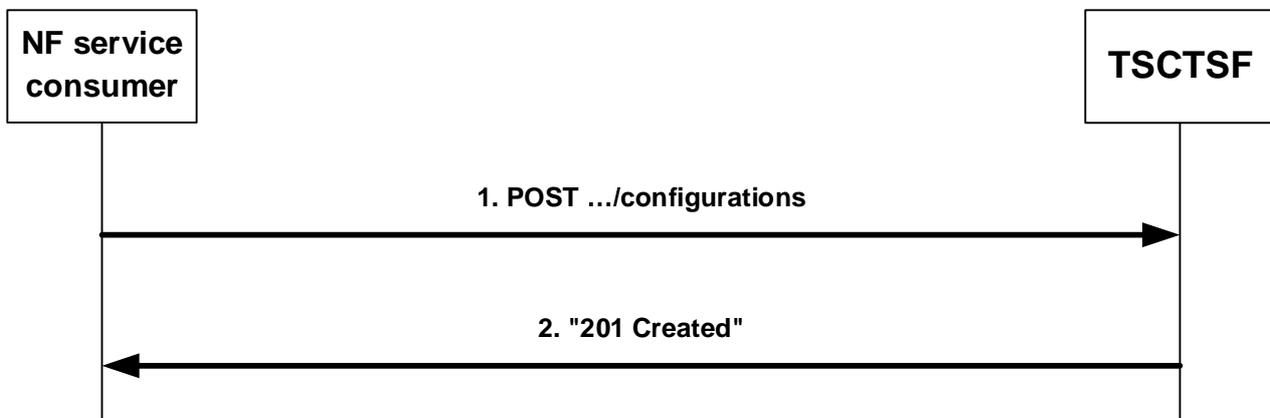 NF service
consumer
TSCTSF
1. POST …/configurations
2. "201 Created"